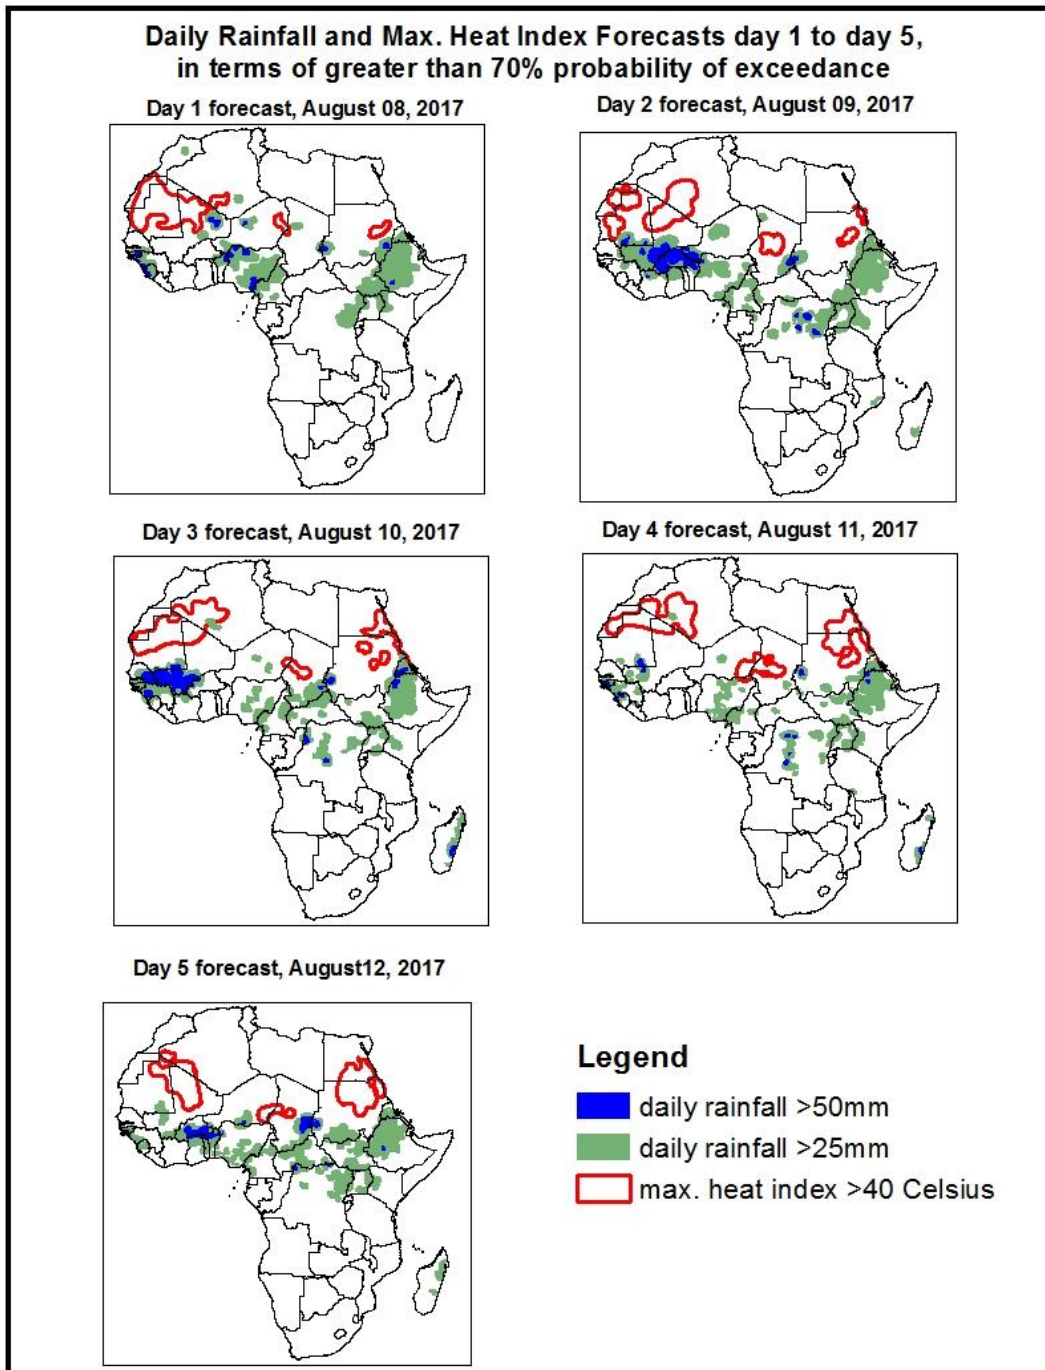 Daily Rainfall and Max. Heat Index Forecasts day 1 to day 5,
in terms of greater than 70% probability of exceedance
Day 1 forecast, August 08, 2017
Day 2 forecast, August 09, 2017
Day 3 forecast, August 10, 2017
Day 4 forecast, August 11, 2017
Day 5 forecast, August12, 2017
Legend
daily rainfall >50mm
daily rainfall >25mm
max. heat index >40 Celsius